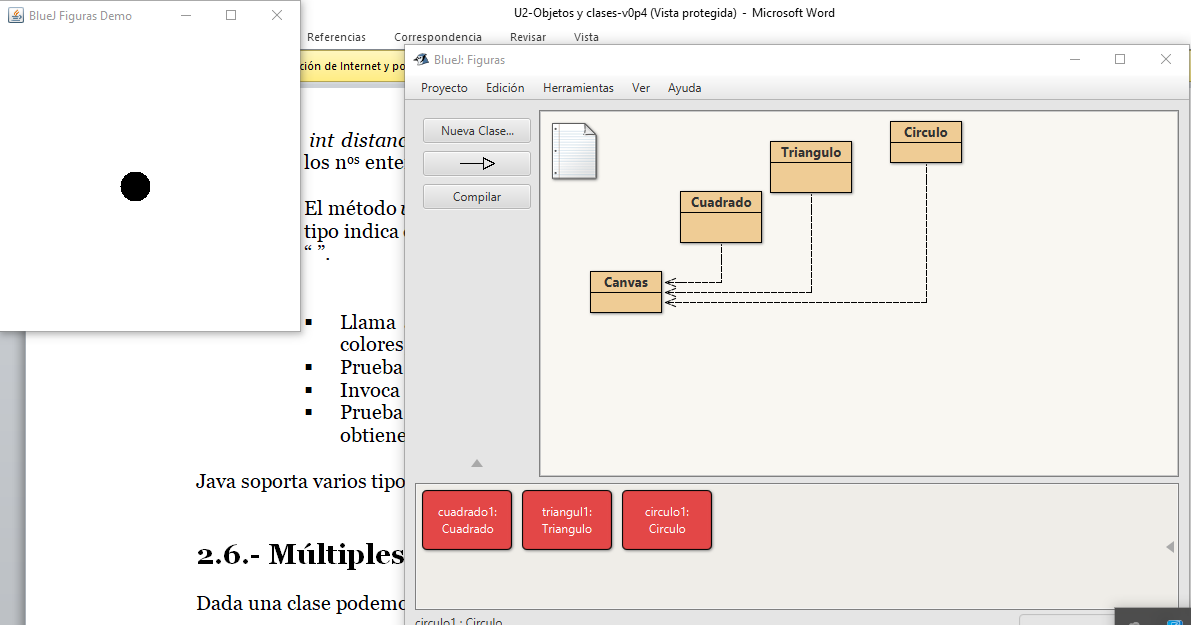 BlueJ Figuras Demo
U2-Objetos y clases-v0p4 (Vista protegida) - Microsoft Word
Referencias Correspondencia Revisar Vista
ción de Internet y po
int distanc
los nos ente
El método
tipo indica
“ ”.
Llama
colores
Prueba
Invoca
Prueba
obtiene
Java soporta varios tipo
2.6.- Múltiples
Dada una clase podemo
BlueJ: Figuras
Proyecto Edición Herramientas Ver Ayuda
Nueva Clase...
Compilar
Circulo
Triangulo
Cuadrado
Canvas
cuadrado1:
Cuadrado
triangul1:
Triangulo
circulo1:
Circulo
circulo1 : Circulo